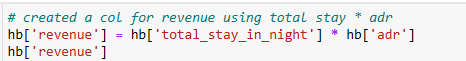 # created a col for revenue using total stay * adr
hb['revenue'] = hb['total_stay_in_night'] * hb['adr']
hb['revenue']